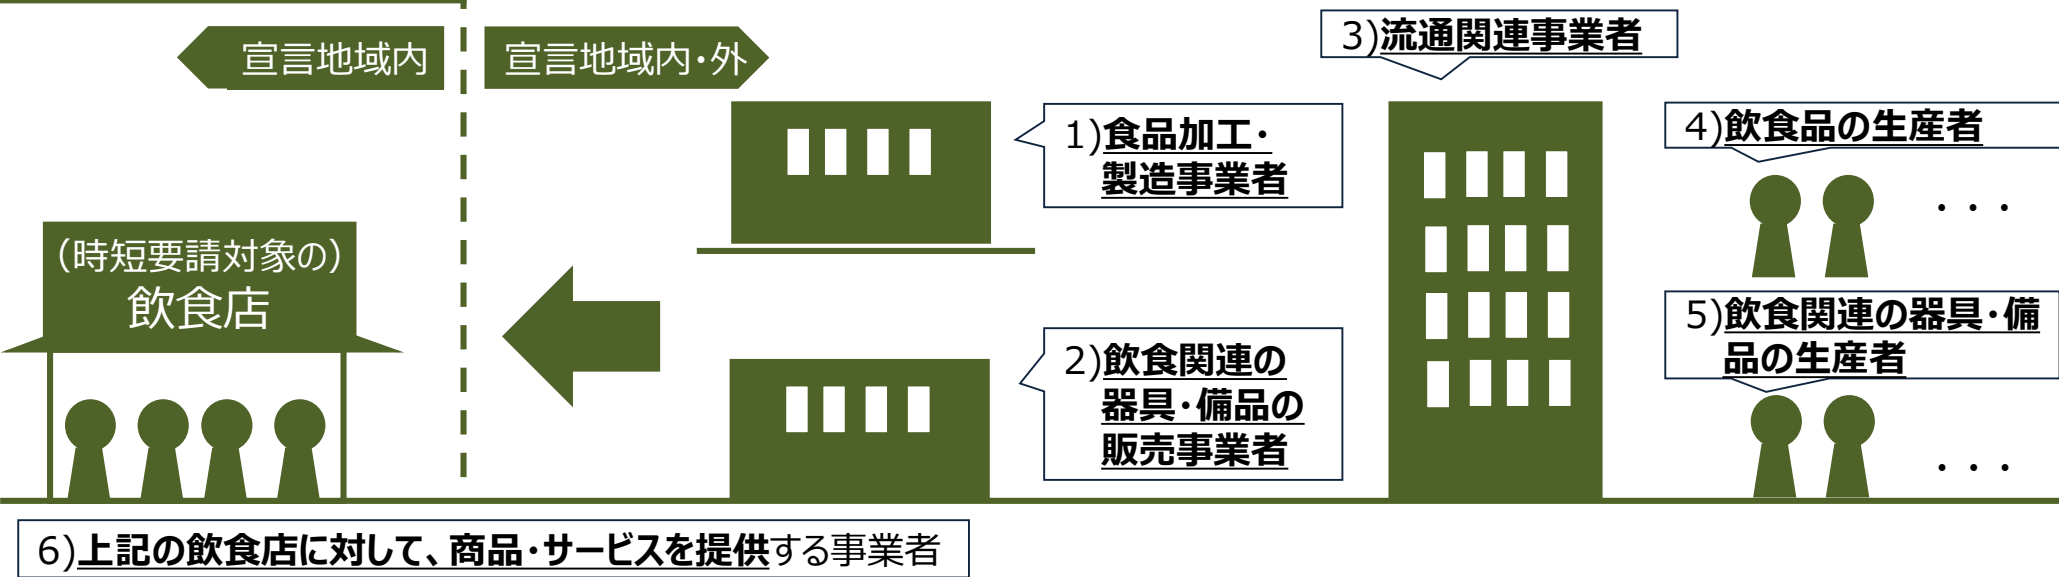 宣言地域内
宣言地域内・外
3)流通関連事業者
1)食品加工・
製造事業者
4)飲食品の生産者
・・・
(時短要請対象の)
飲食店
2)飲食関連の
器具・備品の
販売事業者
5)飲食関連の器具・備
品の生産者
・・・
6)上記の飲食店に対して、商品・サービスを提供する事業者